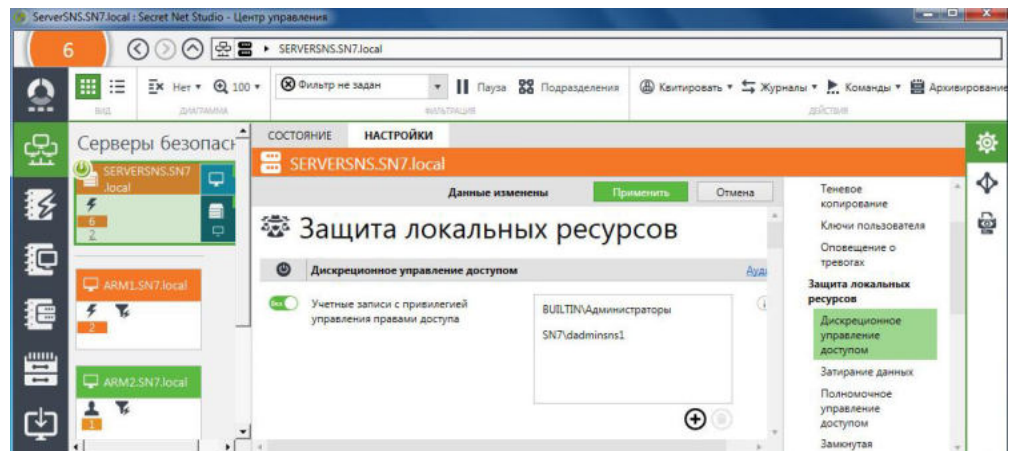 ServerSNS.SN7.local : Secret Net Studio - Центр управления
6
SERVERSNS.SN7.local
Нет
100
Фильтр не задан
Пауза
Подразделения
Квитировать
Журналы
Команды
Архивирование
ВИД
ДИАГРАММА
ФИЛЬТРАЦИЯ
ДЕЙСТВИЯ
Серверы безопасн
SERVERSNS.SN7
.local
6
2
ARM1.SN7.local
2
ARM2.SN7.local
1
СОСТОЯНИЕ
НАСТРОЙКИ
SERVERSNS.SN7.local
Данные изменены
Применить
Отмена
Защита локальных ресурсов
Дискреционное управление доступом
Ауди
Вкл
Учетные записи с привилегией
управления правами доступа
BUILTIN\Администраторы
SN7\dadminsns1
Теневое
копирование
Ключи пользователя
Оповещение о
тревогах
Защита локальных
ресурсов
Дискреционное
управление
доступом
Затирание данных
Полномочное
управление
доступом
Замкнутая